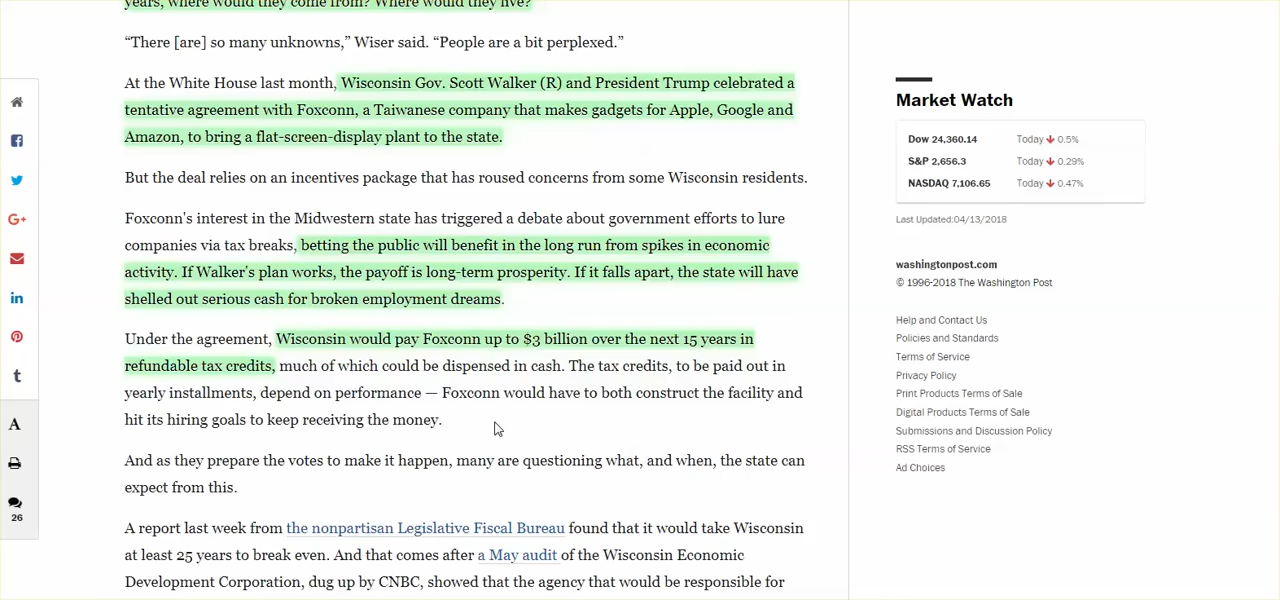 years, where would they come from? Where would they live?
“There [are] so many unknowns,” Wiser said. “People are a bit perplexed.”
At the White House last month, Wisconsin Gov. Scott Walker (R) and President Trump celebrated a
tentative agreement with Foxconn, a Taiwanese company that makes gadgets for Apple, Google and
Amazon, to bring a flat-screen-display plant to the state.
But the deal relies on an incentives package that has roused concerns from some Wisconsin residents.
Foxconn's interest in the Midwestern state has triggered a debate about government efforts to lure
companies via tax breaks, betting the public will benefit in the long run from spikes in economic
activity. If Walker's plan works, the payoff is long-term prosperity. If it falls apart, the state will have
shelled out serious cash for broken employment dreams.
Under the agreement, Wisconsin would pay Foxconn up to $3 billion over the next 15 years in
refundable tax credits, much of which could be dispensed in cash. The tax credits, to be paid out in
yearly installments, depend on performance — Foxconn would have to both construct the facility and
hit its hiring goals to keep receiving the money.
And as they prepare the votes to make it happen, many are questioning what, and when, the state can
expect from this.
A report last week from the nonpartisan Legislative Fiscal Bureau found that it would take Wisconsin
at least 25 years to break even. And that comes after a May audit of the Wisconsin Economic
Development Corporation, dug up by CNBC, showed that the agency that would be responsible for
G+
in
t
A
26
Market Watch
Dow 24,360.14 Today 0.5%
S&P 2,656.3 Today 0.29%
NASDAQ 7,106.65 Today 0.47%
Last Updated:04/13/2018
washingtonpost.com
© 1996-2018 The Washington Post
Help and Contact Us
Policies and Standards
Terms of Service
Privacy Policy
Print Products Terms of Sale
Digital Products Terms of Sale
Submissions and Discussion Policy
RSS Terms of Service
Ad Choices